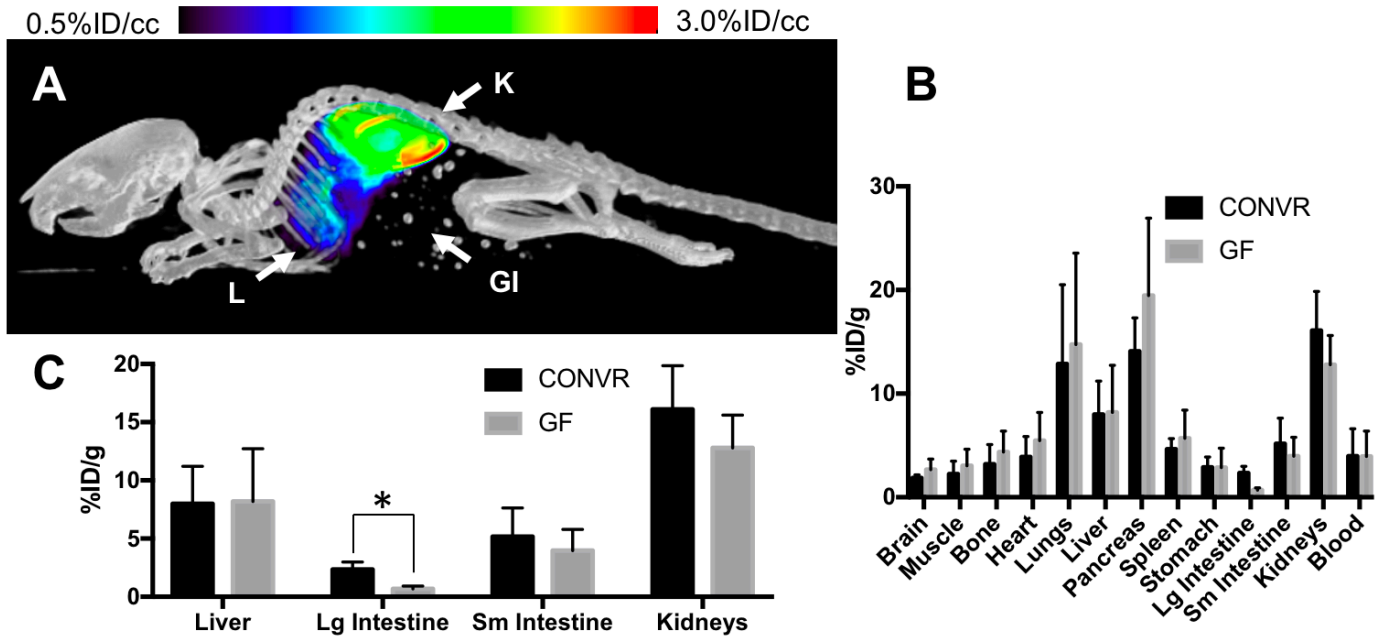 0.5%ID/cc 3.0%ID/cc
A
K
L
GI
B
%ID/g
30
20
10
0
CONVR
GF
Brain
Muscle
Bone
Heart
Lungs
Liver
Pancreas
Spleen
Stomach
Lg Intestine
Sm Intestine
Kidneys
Blood
C
%ID/g
20
15
10
5
0
CONVR
GF
*
Liver
Lg Intestine
Sm Intestine
Kidneys